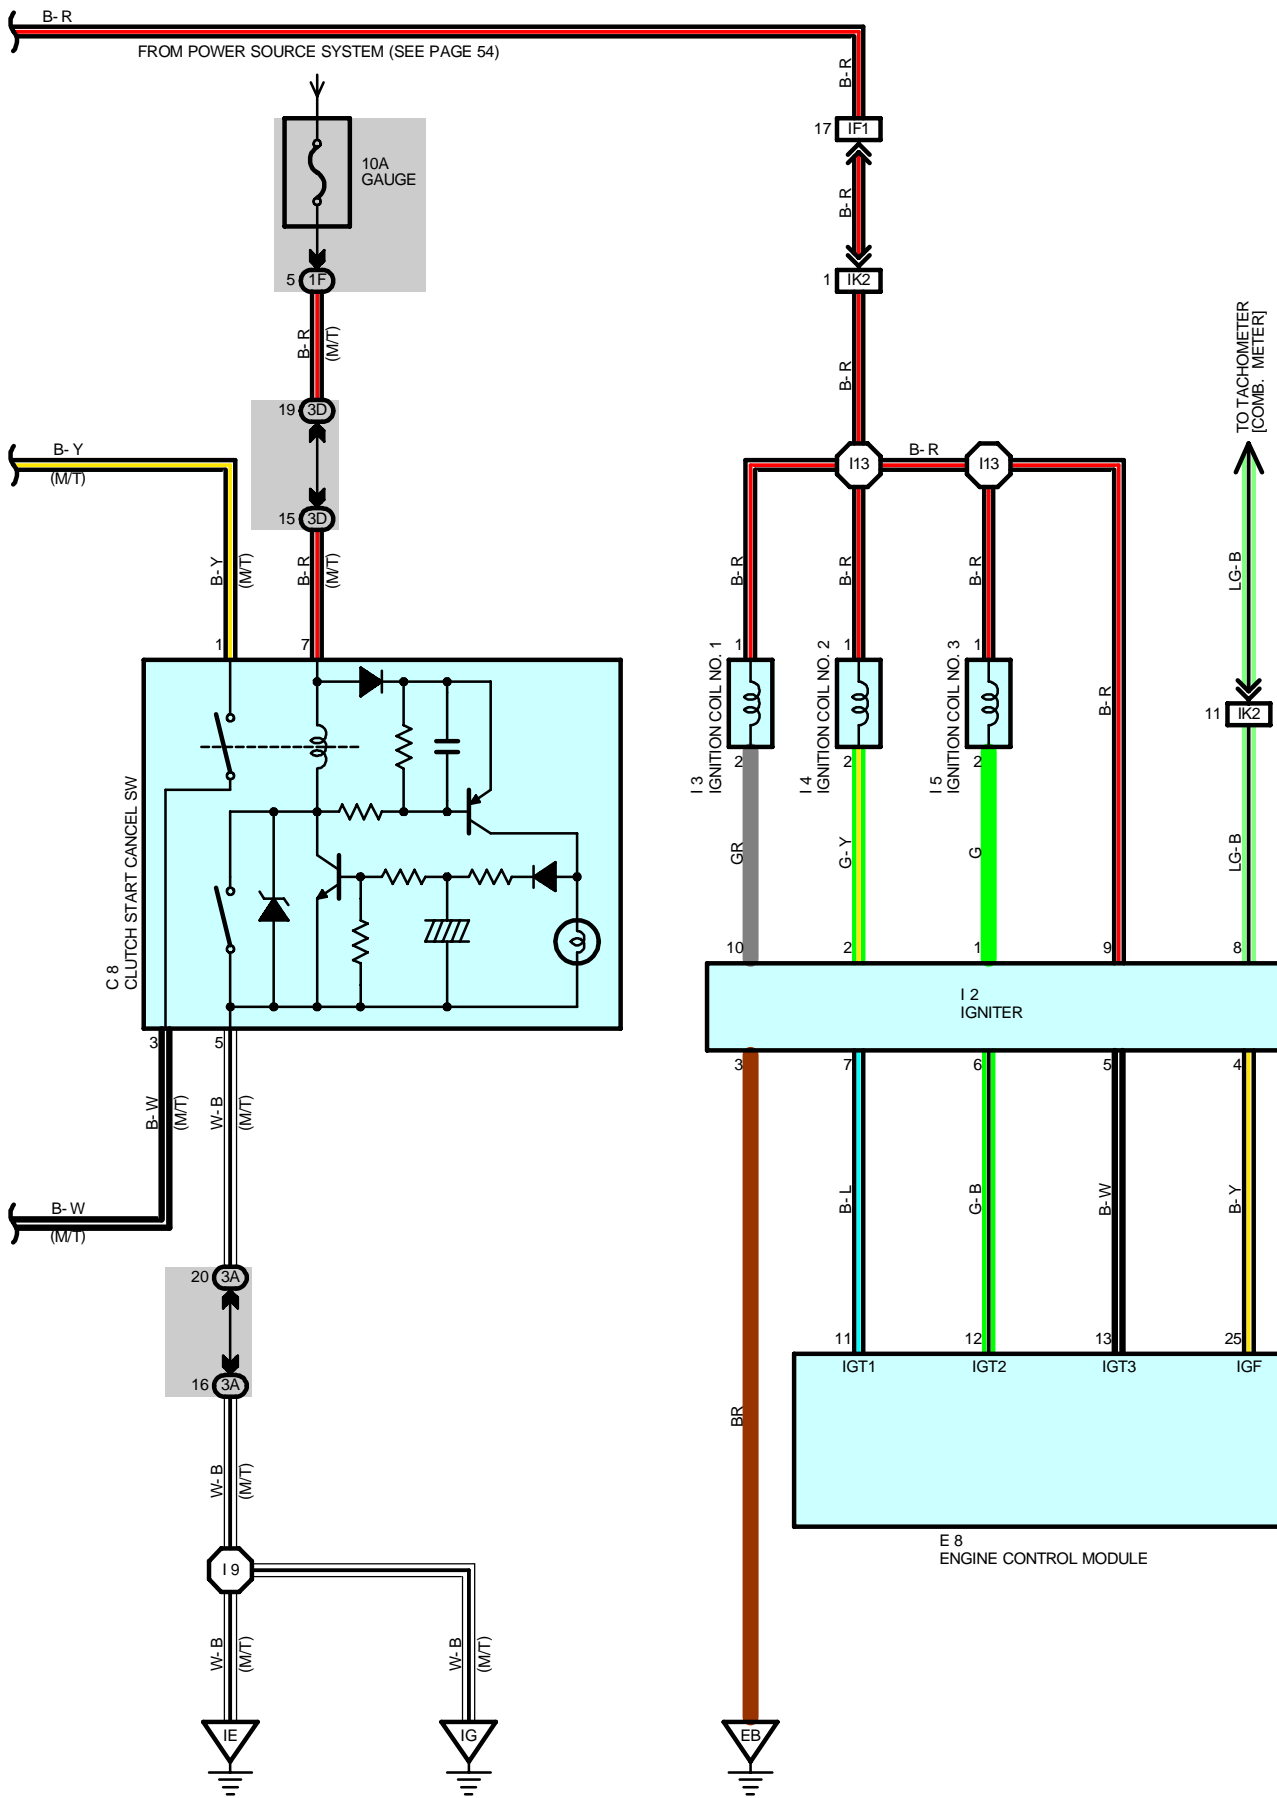 B- R
FROM POWER SOURCE SYSTEM (SEE PAGE 54)
B- R
17 IF1
10A
GAUGE
B- R
5 1F
1 IK2
B- R
(M/T)
B- R
TO TACHOMETER
[COMB. METER]
19 3D
B- Y
(M/T)
I13
B- R
I13
15 3D
B- Y
(M/T)
B- R
(M/T)
B- R
B- R
B- R
LG- B
1
7
1
1
1
I 3
IGNITION COIL NO. 1
I 4
IGNITION COIL NO. 2
I 5
IGNITION COIL NO. 3
B- R
11 IK2
2
2
2
C 8
CLUTCH START CANCEL SW
GR
G- Y
G
LG- B
10
2
1
9
8
I 2
IGNITER
3
5
3
7
6
5
4
B- W
(M/T)
W- B
(M/T)
B- W
(M/T)
B- L
G- B
B- W
B- Y
20 3A
11
12
13
25
IGT1
IGT2
IGT3
IGF
16 3A
BR
W- B
(M/T)
E 8
ENGINE CONTROL MODULE
I 9
W- B
(M/T)
W- B
(M/T)
IE
IG
EB